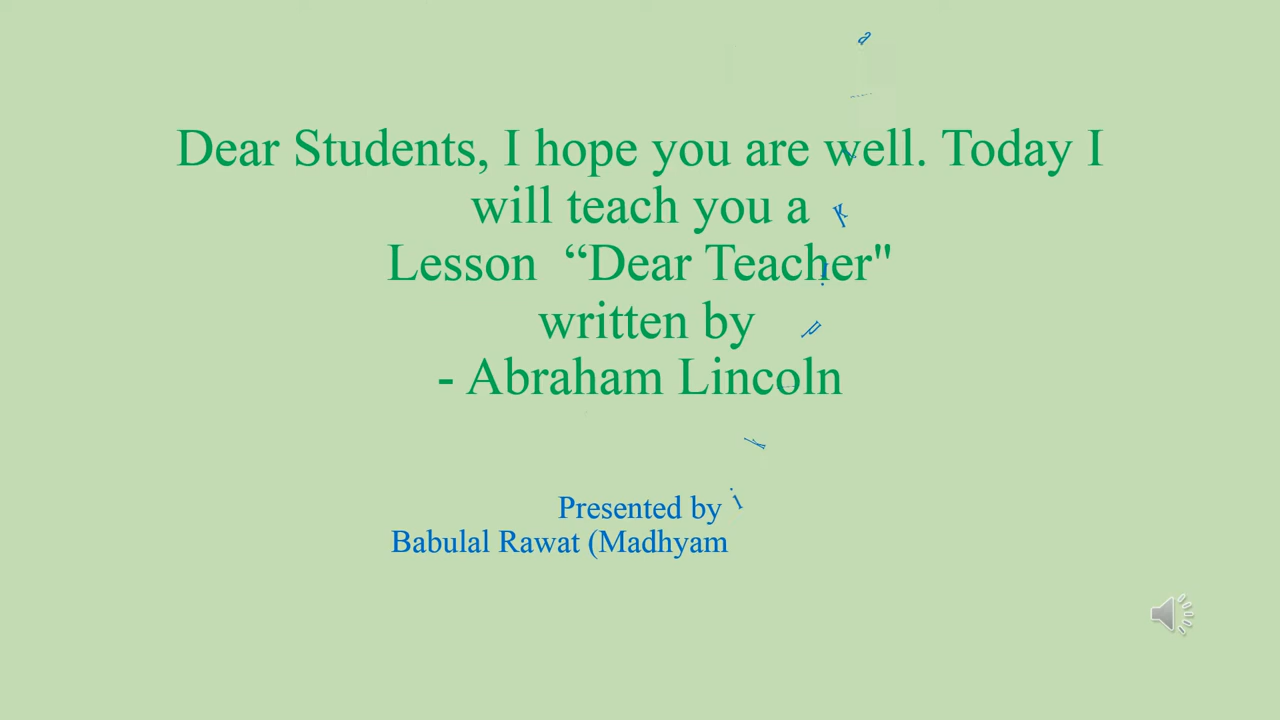 Dear Students, I hope you are well. Today I
will teach you a
Lesson “Dear Teacher"
written by
- Abraham Lincoln
Presented by
Babulal Rawat (Madhyam